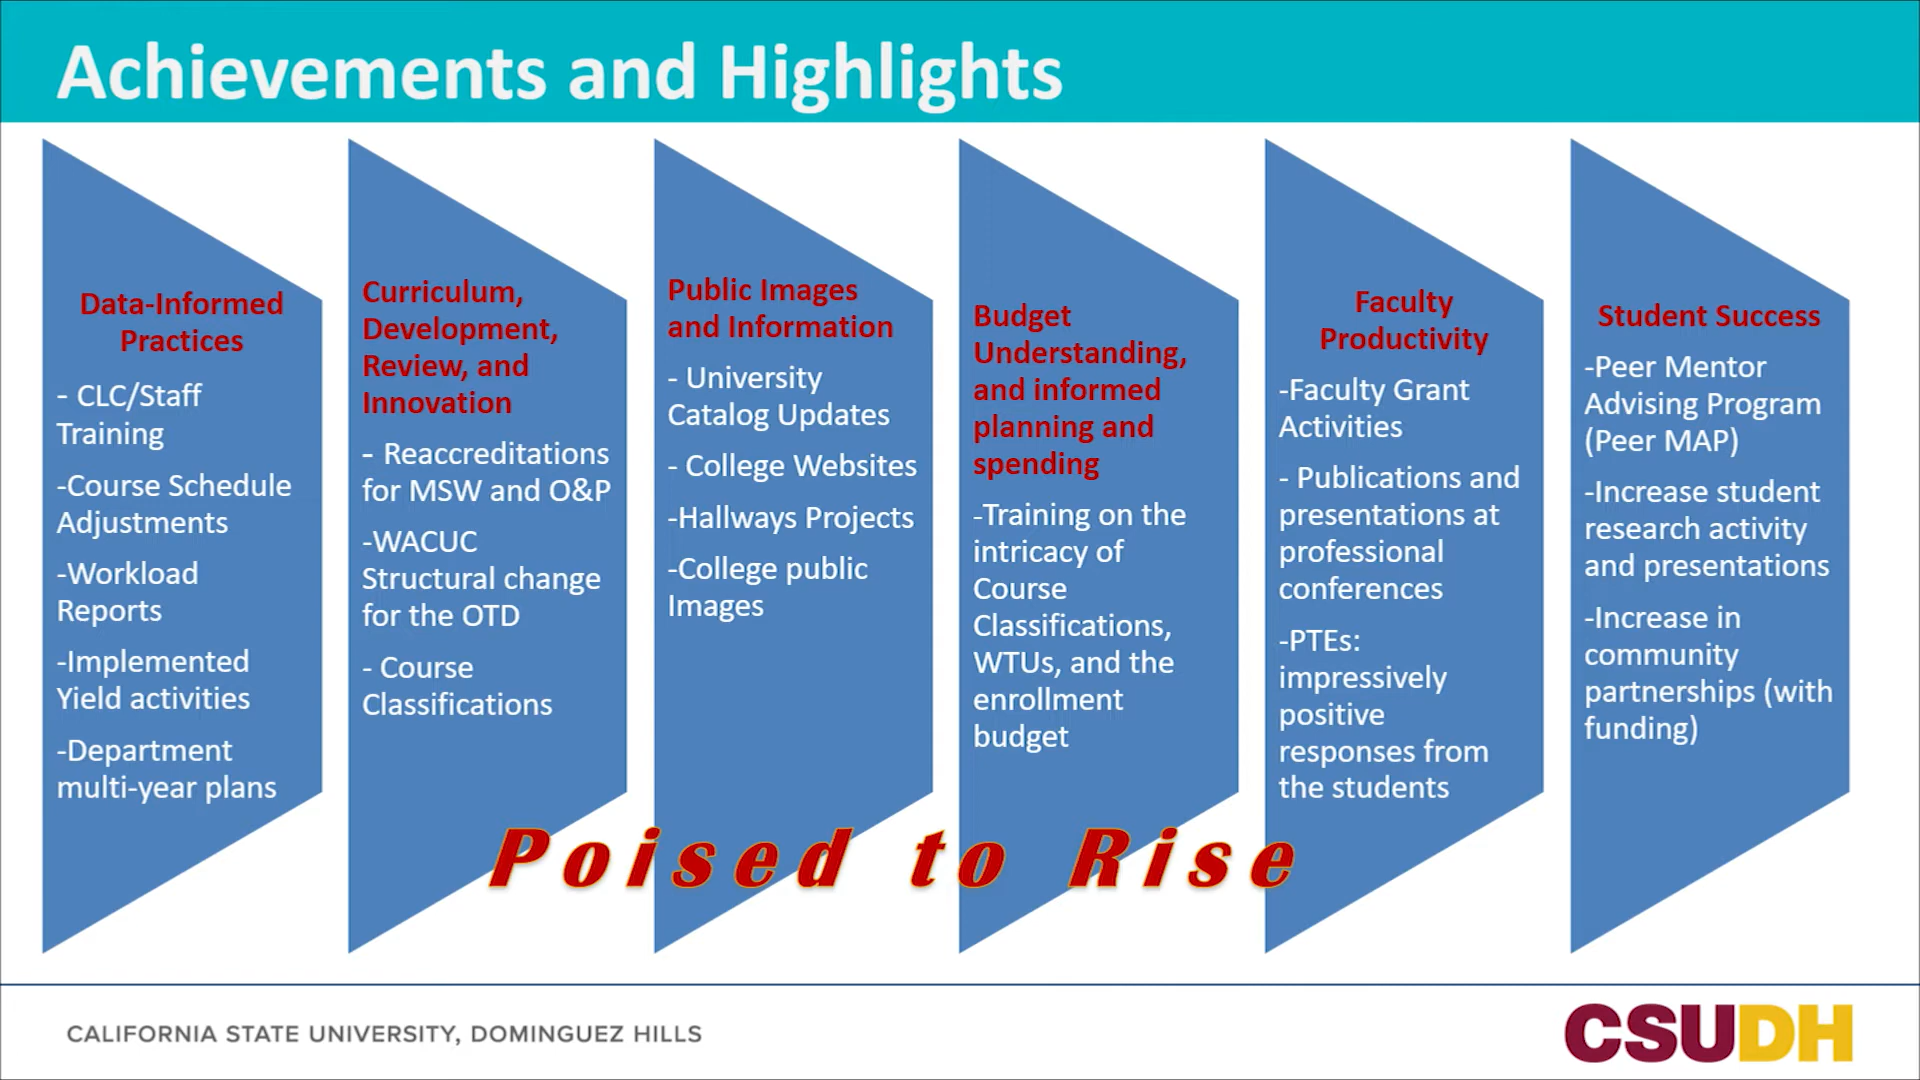 Achievements and Highlights
Data-Informed
Practices
- CLC/Staff
Training
-Course Schedule
Adjustments
-Workload
Reports
-Implemented
Yield activities
-Department
multi-year plans
Curriculum,
Development,
Review, and
Innovation
- Reaccreditations
for MSW and O&P
-WACUC
Structural change
for the OTD
- Course
Classifications
Public Images
and Information
- University
Catalog Updates
- College Websites
-Hallways Projects
-College public
Images
Budget
Understanding,
and informed
planning and
spending
-Training on the
intricacy of
Course
Classifications,
WTUs, and the
enrollment
budget
Faculty
Productivity
-Faculty Grant
Activities
- Publications and
presentations at
professional
conferences
-PTEs:
impressively
positive
responses from
the students
Student Success
-Peer Mentor
Advising Program
(Peer MAP)
-Increase student
research activity
and presentations
-Increase in
community
partnerships (with
funding)
Poised to Rise
CALIFORNIA STATE UNIVERSITY, DOMINGUEZ HILLS
CSUDH